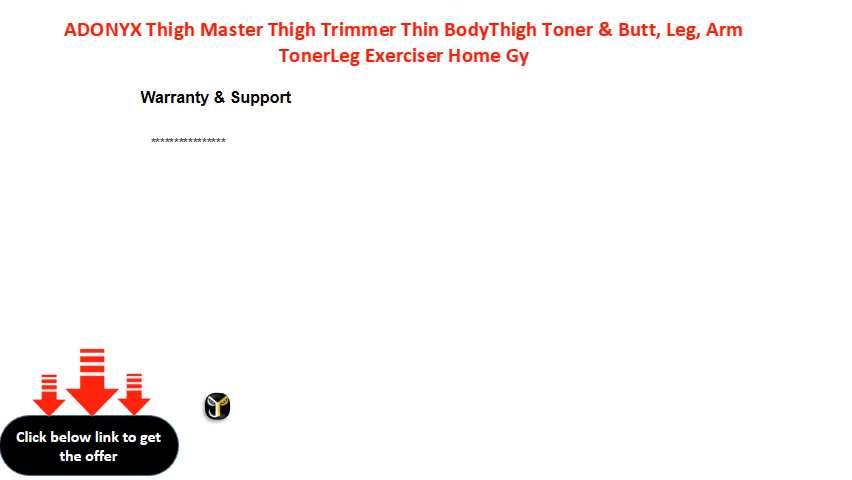 ADONYX Thigh Master Thigh Trimmer Thin BodyThigh Toner & Butt, Leg, Arm
TonerLeg Exerciser Home Gy
Warranty & Support
****************
Click below link to get
the offer